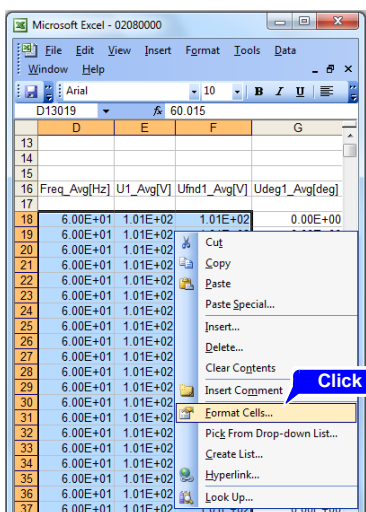 Microsoft Excel - 02080000
File Edit View Insert Format Tools Data
Window Help
Arial 10 B I U
D13019 fx 60.015
D E F G
13
14
15
16 Freq_Avg[Hz] U1_Avg[V] Ufnd1_Avg[V] Udeg1_Avg[deg]
17
18 6.00E+01 1.01E+02 1.01E+02 0.00E+00
19 6.00E+01 1.01E+02
20 6.00E+01 1.01E+02 Cut
21 6.00E+01 1.01E+02 Copy
22 6.00E+01 1.01E+02 Paste
23 6.00E+01 1.01E+02 Paste Special...
24 6.00E+01 1.01E+02
25 6.00E+01 1.01E+02 Insert...
26 6.00E+01 1.01E+02 Delete...
27 6.00E+01 1.01E+02
28 6.00E+01 1.01E+02 Clear Contents
29 6.00E+01 1.01E+02 Insert Comment
Click
30 6.00E+01 1.01E+02
31 6.00E+01 1.01E+02 Format Cells...
32 6.00E+01 1.01E+02 Pick From Drop-down List...
33 6.00E+01 1.01E+02 Create List...
34 6.00E+01 1.01E+02
35 6.00E+01 1.01E+02 Hyperlink...
36 6.00E+01 1.01E+02 Look Up...
37 6.00E+01 1.01E+02